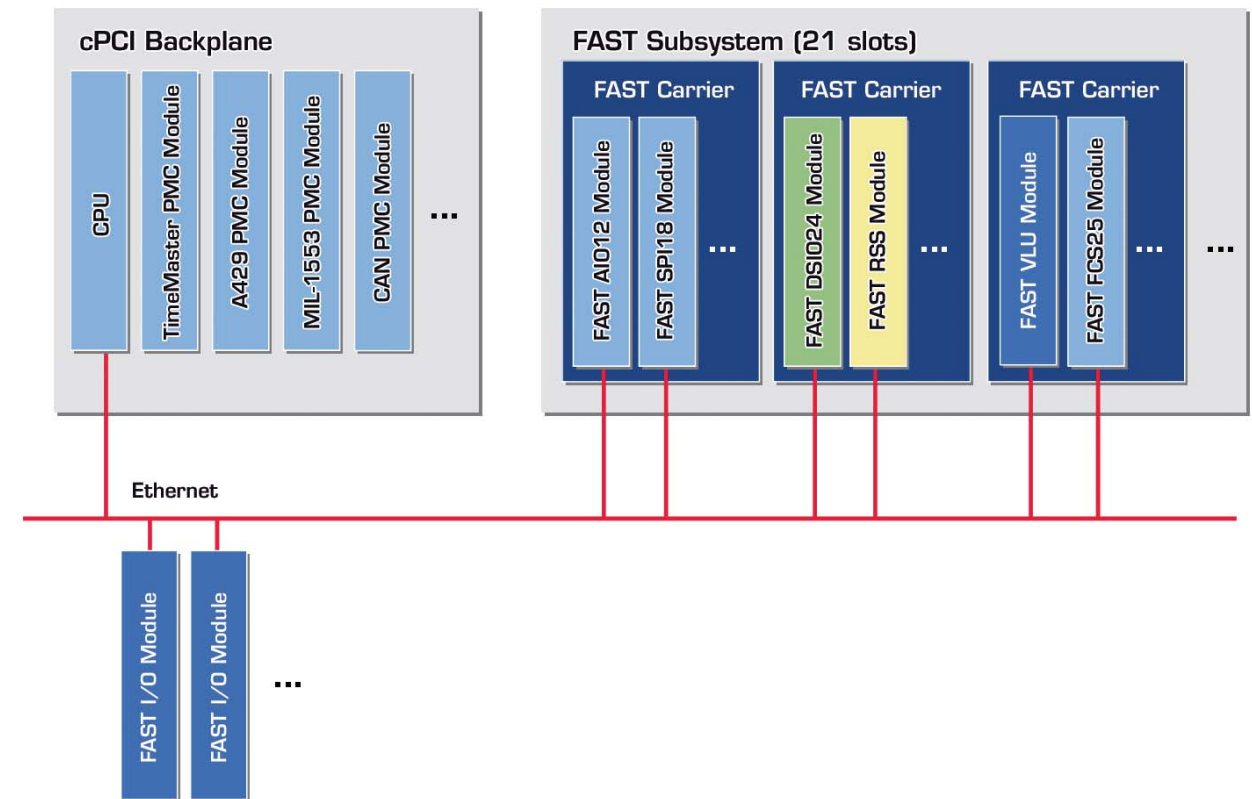 cPCI Backplane
CPU
TimeMaster PMC Module
A429 PMC Module
MIL-1553 PMC Module
CAN PMC Module
...
FAST Subsystem (21 slots)
FAST Carrier
FAST AIO12 Module
FAST SPI18 Module
...
FAST Carrier
FAST DSIO24 Module
FAST RSS Module
...
FAST Carrier
FAST VLU Module
FAST FCS25 Module
...
...
Ethernet
FAST I/O Module
FAST I/O Module
...